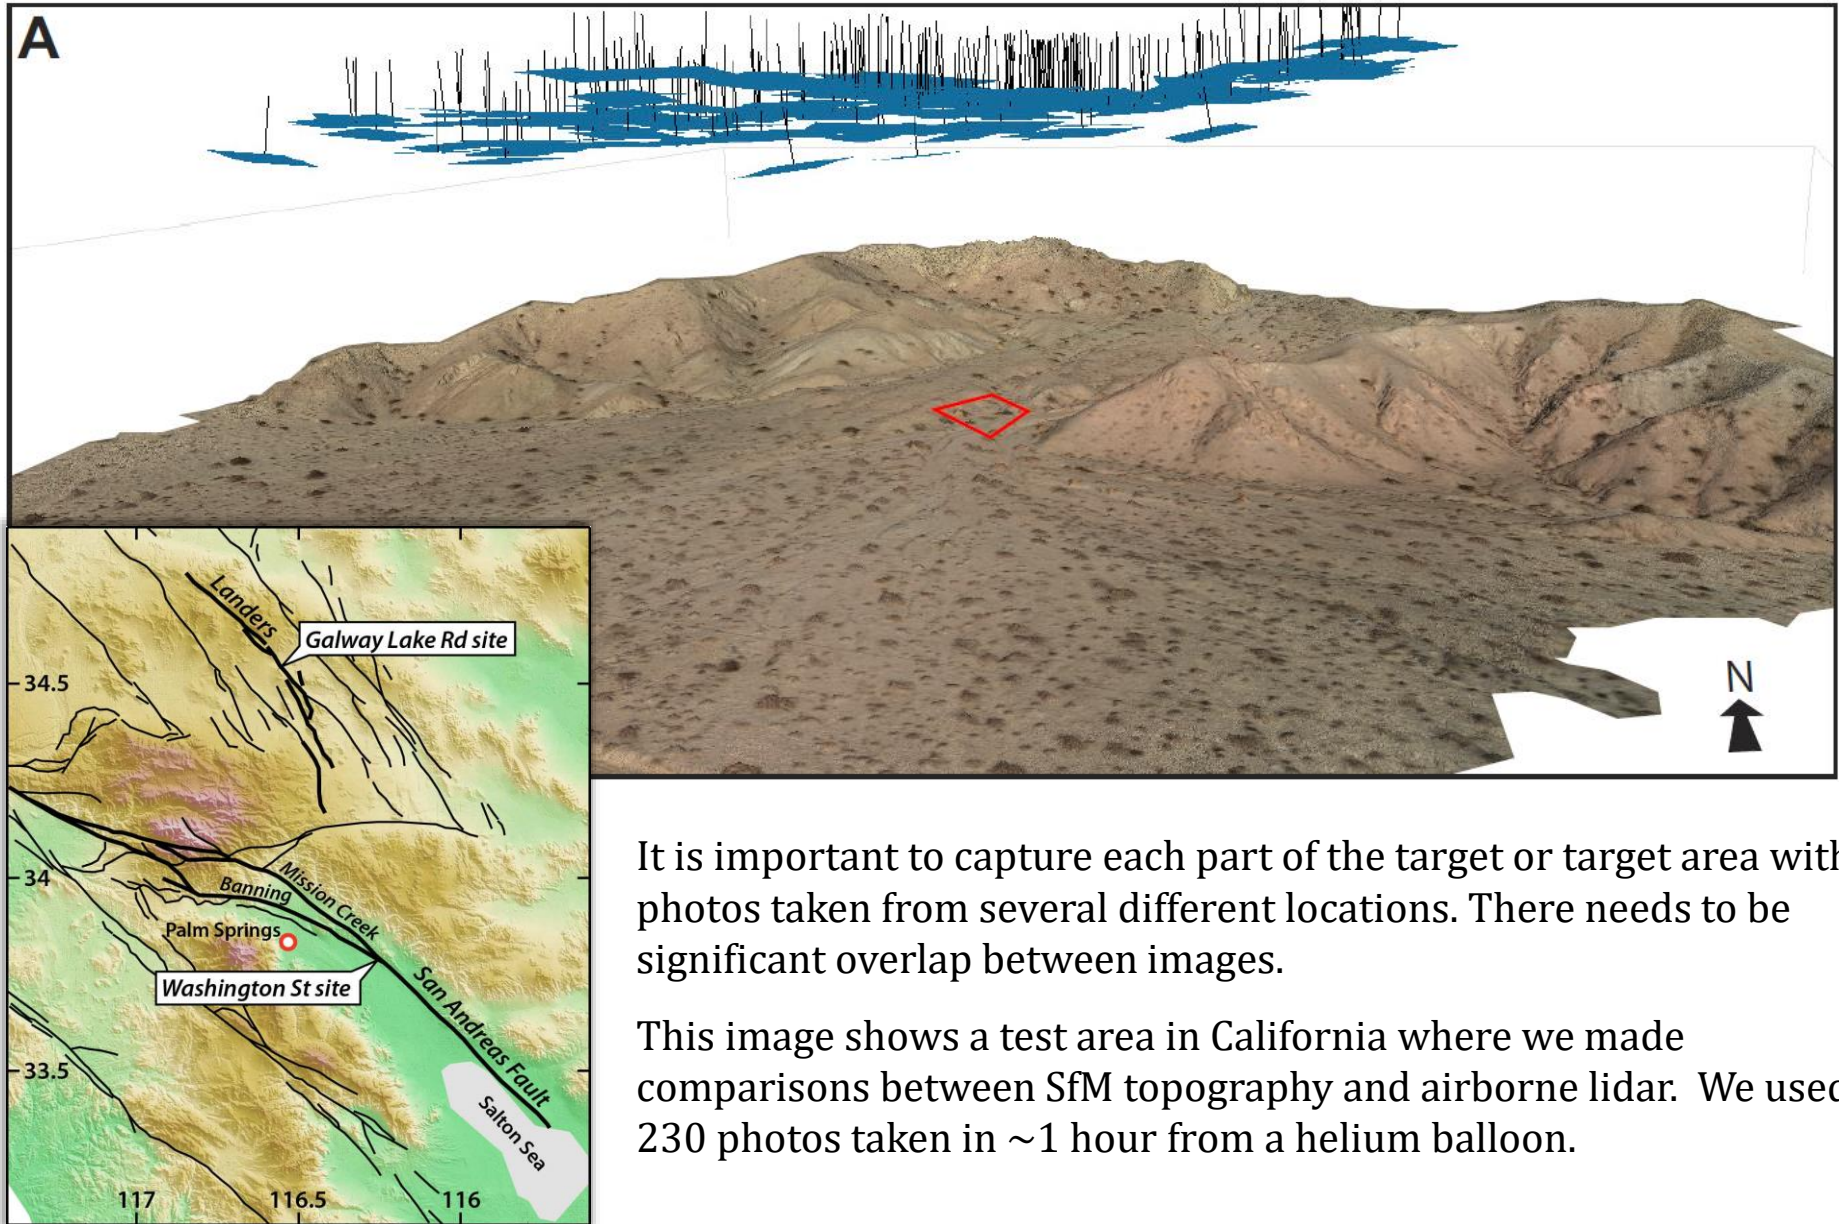 A
N
Landers
Galway Lake Rd site
34.5
34
Mission Creek
Banning
Palm Springs
Washington St site
San Andreas Fault
33.5
Salton Sea
117 116.5 116
It is important to capture each part of the target or target area with
photos taken from several different locations. There needs to be
significant overlap between images.
This image shows a test area in California where we made
comparisons between SfM topography and airborne lidar. We used
230 photos taken in ~1 hour from a helium balloon.